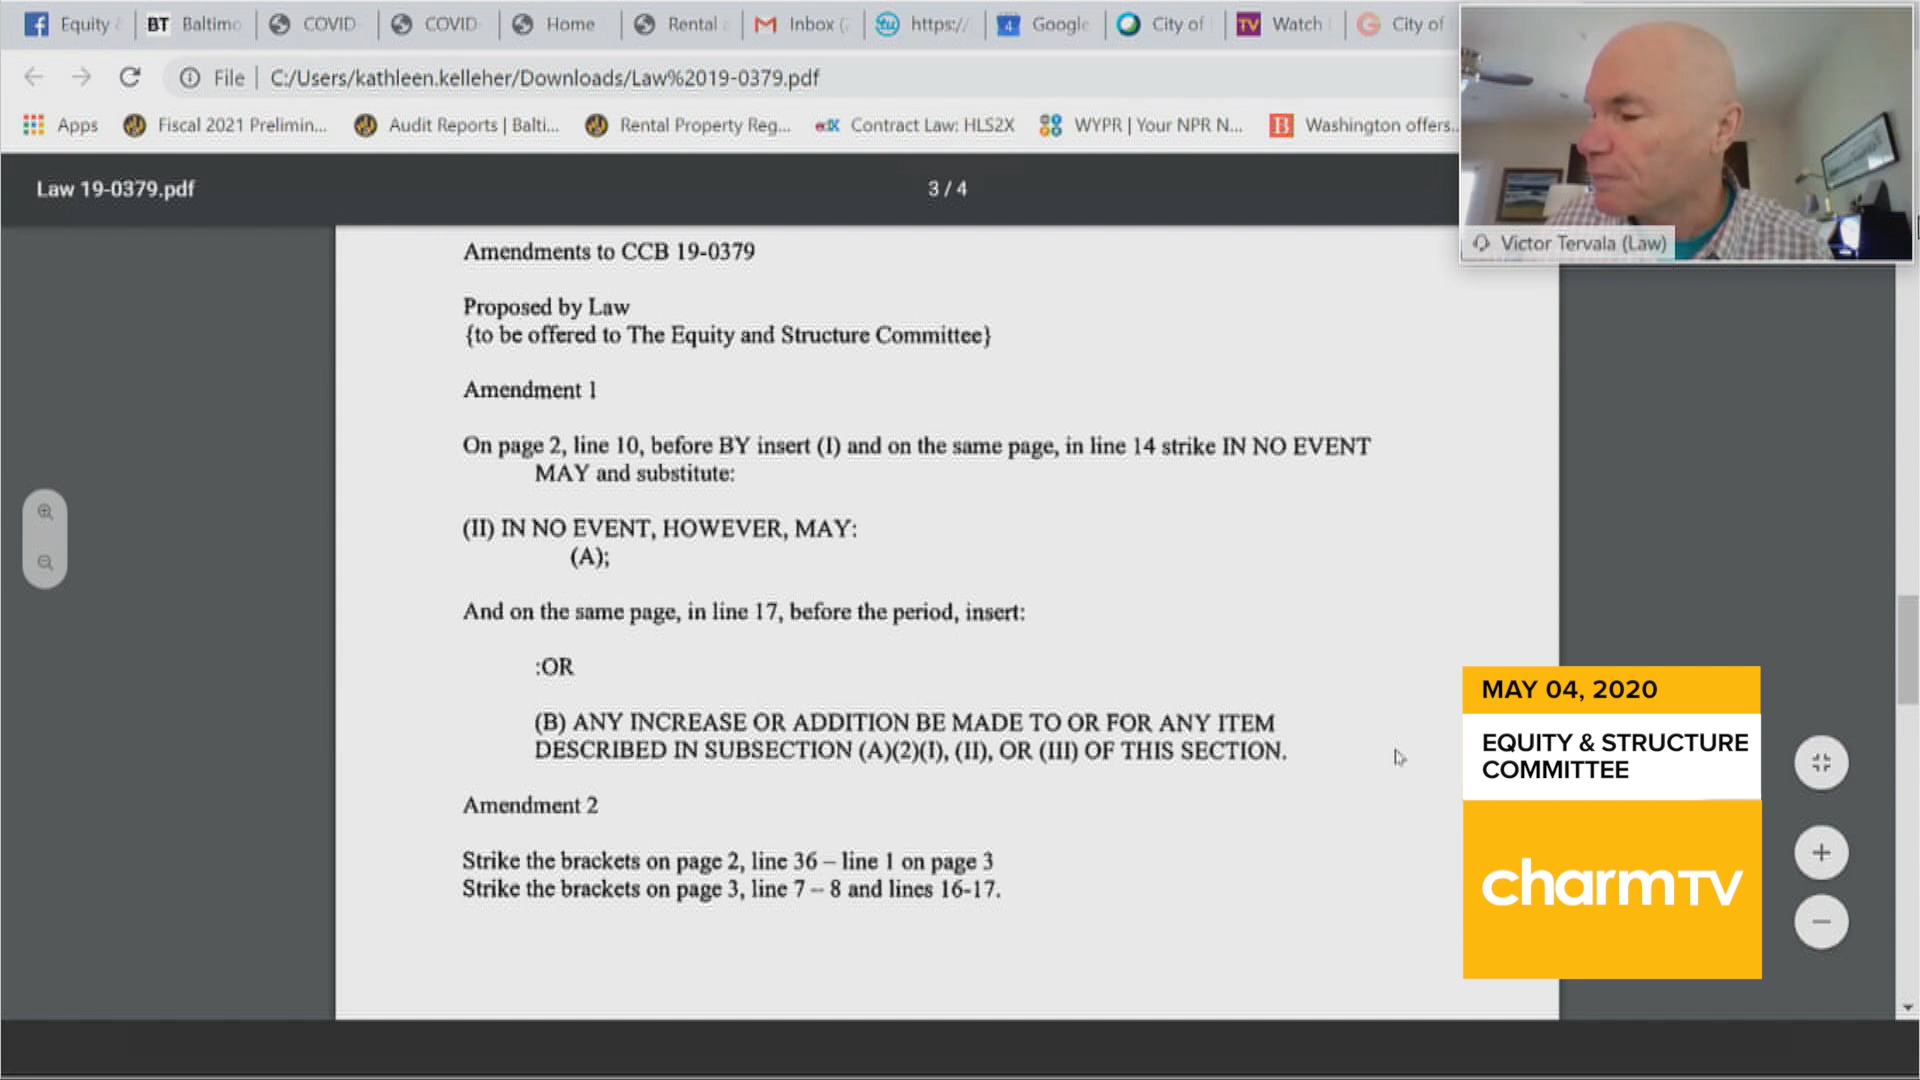 Equity
BT Baltimo
COVID
COVID
Home
Rental
Inbox (
https://
4 Google
City of
TV Watch
City of
File C:/Users/kathleen.kelleher/Downloads/Law%2019-0379.pdf
Apps
Fiscal 2021 Prelimin...
Audit Reports | Balti...
Rental Property Reg...
edX Contract Law: HLS2X
WYPR | Your NPR N...
B Washington offers...
Law 19-0379.pdf
3 / 4
Victor Tervala (Law)
Amendments to CCB 19-0379
Proposed by Law
{to be offered to The Equity and Structure Committee}
Amendment 1
On page 2, line 10, before BY insert (I) and on the same page, in line 14 strike IN NO EVENT
MAY and substitute:
(II) IN NO EVENT, HOWEVER, MAY:
(A);
And on the same page, in line 17, before the period, insert:
:OR
(B) ANY INCREASE OR ADDITION BE MADE TO OR FOR ANY ITEM
DESCRIBED IN SUBSECTION (A)(2)(I), (II), OR (III) OF THIS SECTION.
Amendment 2
Strike the brackets on page 2, line 36 – line 1 on page 3
Strike the brackets on page 3, line 7 – 8 and lines 16-17.
MAY 04, 2020
EQUITY & STRUCTURE
COMMITTEE
charmTV